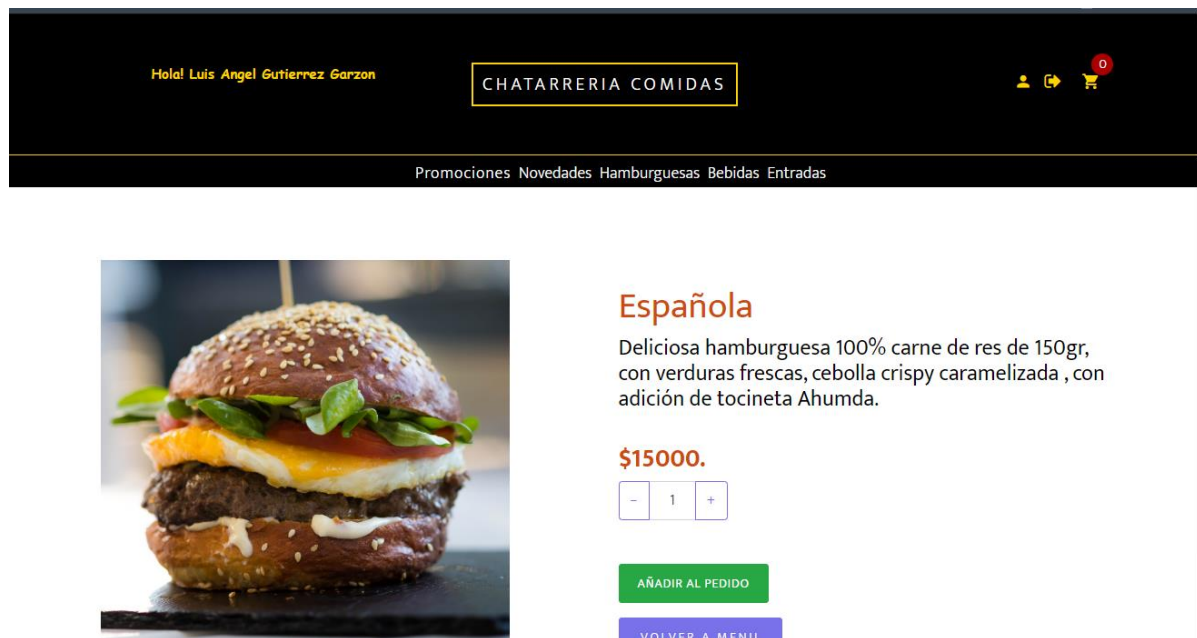 Hola! Luis Angel Gutierrez Garzon
CHATARRERIA COMIDAS
0
Promociones Novedades Hamburguesas Bebidas Entradas
Española
Deliciosa hamburguesa 100% carne de res de 150gr,
con verduras frescas, cebolla crispy caramelizada , con
adición de tocineta Ahumda.
$15000.
- 1 +
AÑADIR AL PEDIDO
VOLVER A MENU